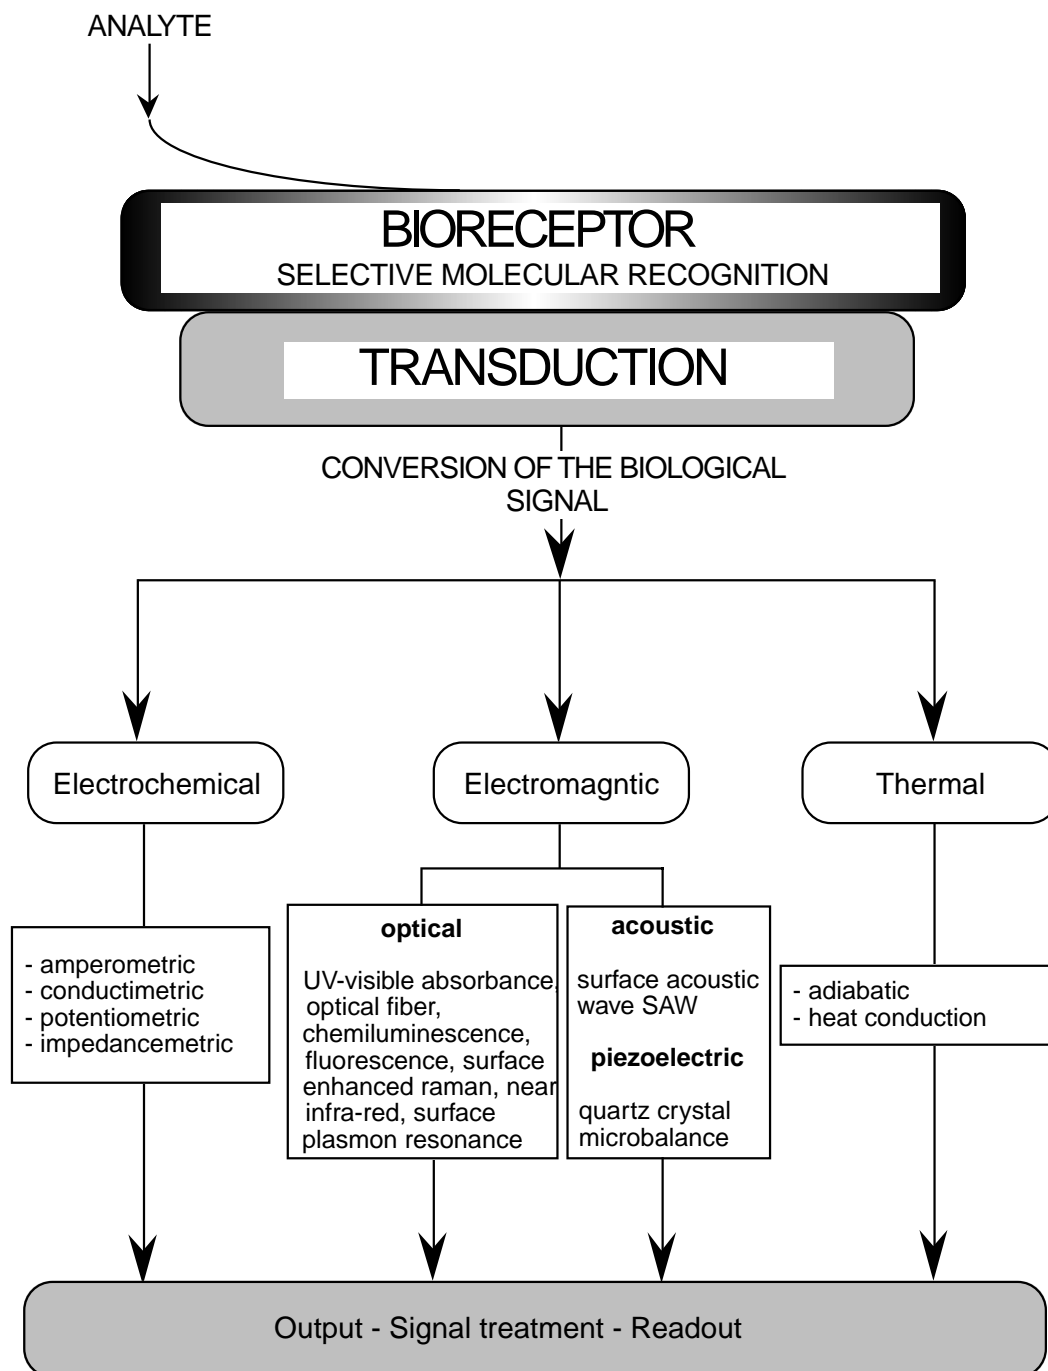 ANALYTE
BIORECEPTOR
SELECTIVE MOLECULAR RECOGNITION
TRANSDUCTION
CONVERSION OF THE BIOLOGICAL
SIGNAL
Electrochemical
Electromagntic
Thermal
- amperometric
- conductimetric
- potentiometric
- impedancemetric
optical
UV-visible absorbance,
optical fiber,
chemiluminescence,
fluorescence, surface
enhanced raman, near
infra-red, surface
plasmon resonance
acoustic
surface acoustic
wave SAW
piezoelectric
quartz crystal
microbalance
- adiabatic
- heat conduction
Output - Signal treatment - Readout